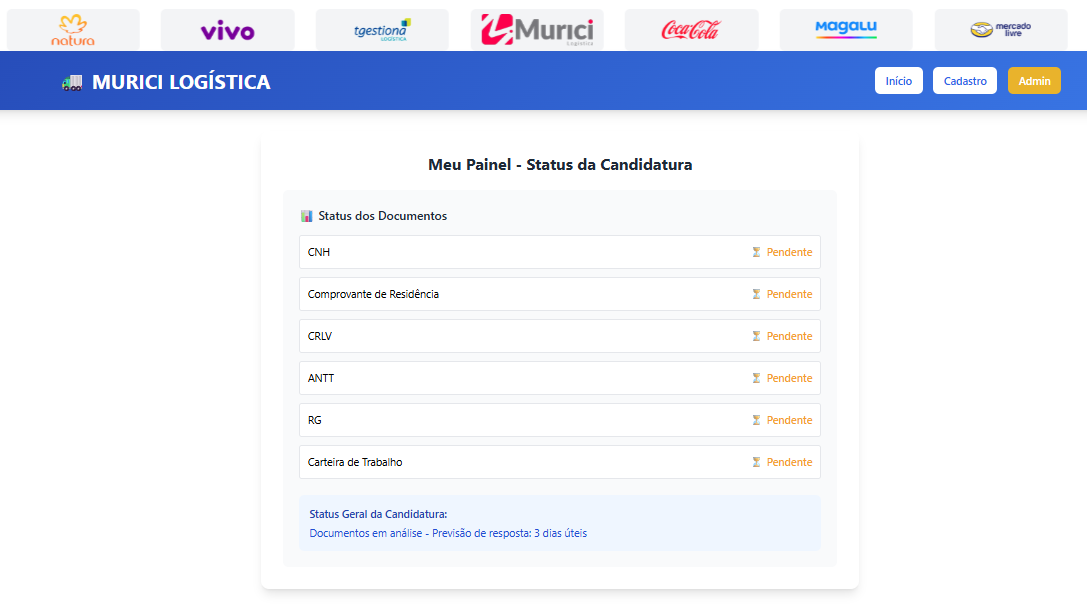 natura
vivo
tgestiona
LOGÍSTICA
Murici
Logística
Coca-Cola
MAGALU
mercado
livre
MURICI LOGÍSTICA
Início
Cadastro
Admin
Meu Painel - Status da Candidatura
Status dos Documentos
CNH
Pendente
Comprovante de Residência
Pendente
CRLV
Pendente
ANTT
Pendente
RG
Pendente
Carteira de Trabalho
Pendente
Status Geral da Candidatura:
Documentos em análise - Previsão de resposta: 3 dias úteis